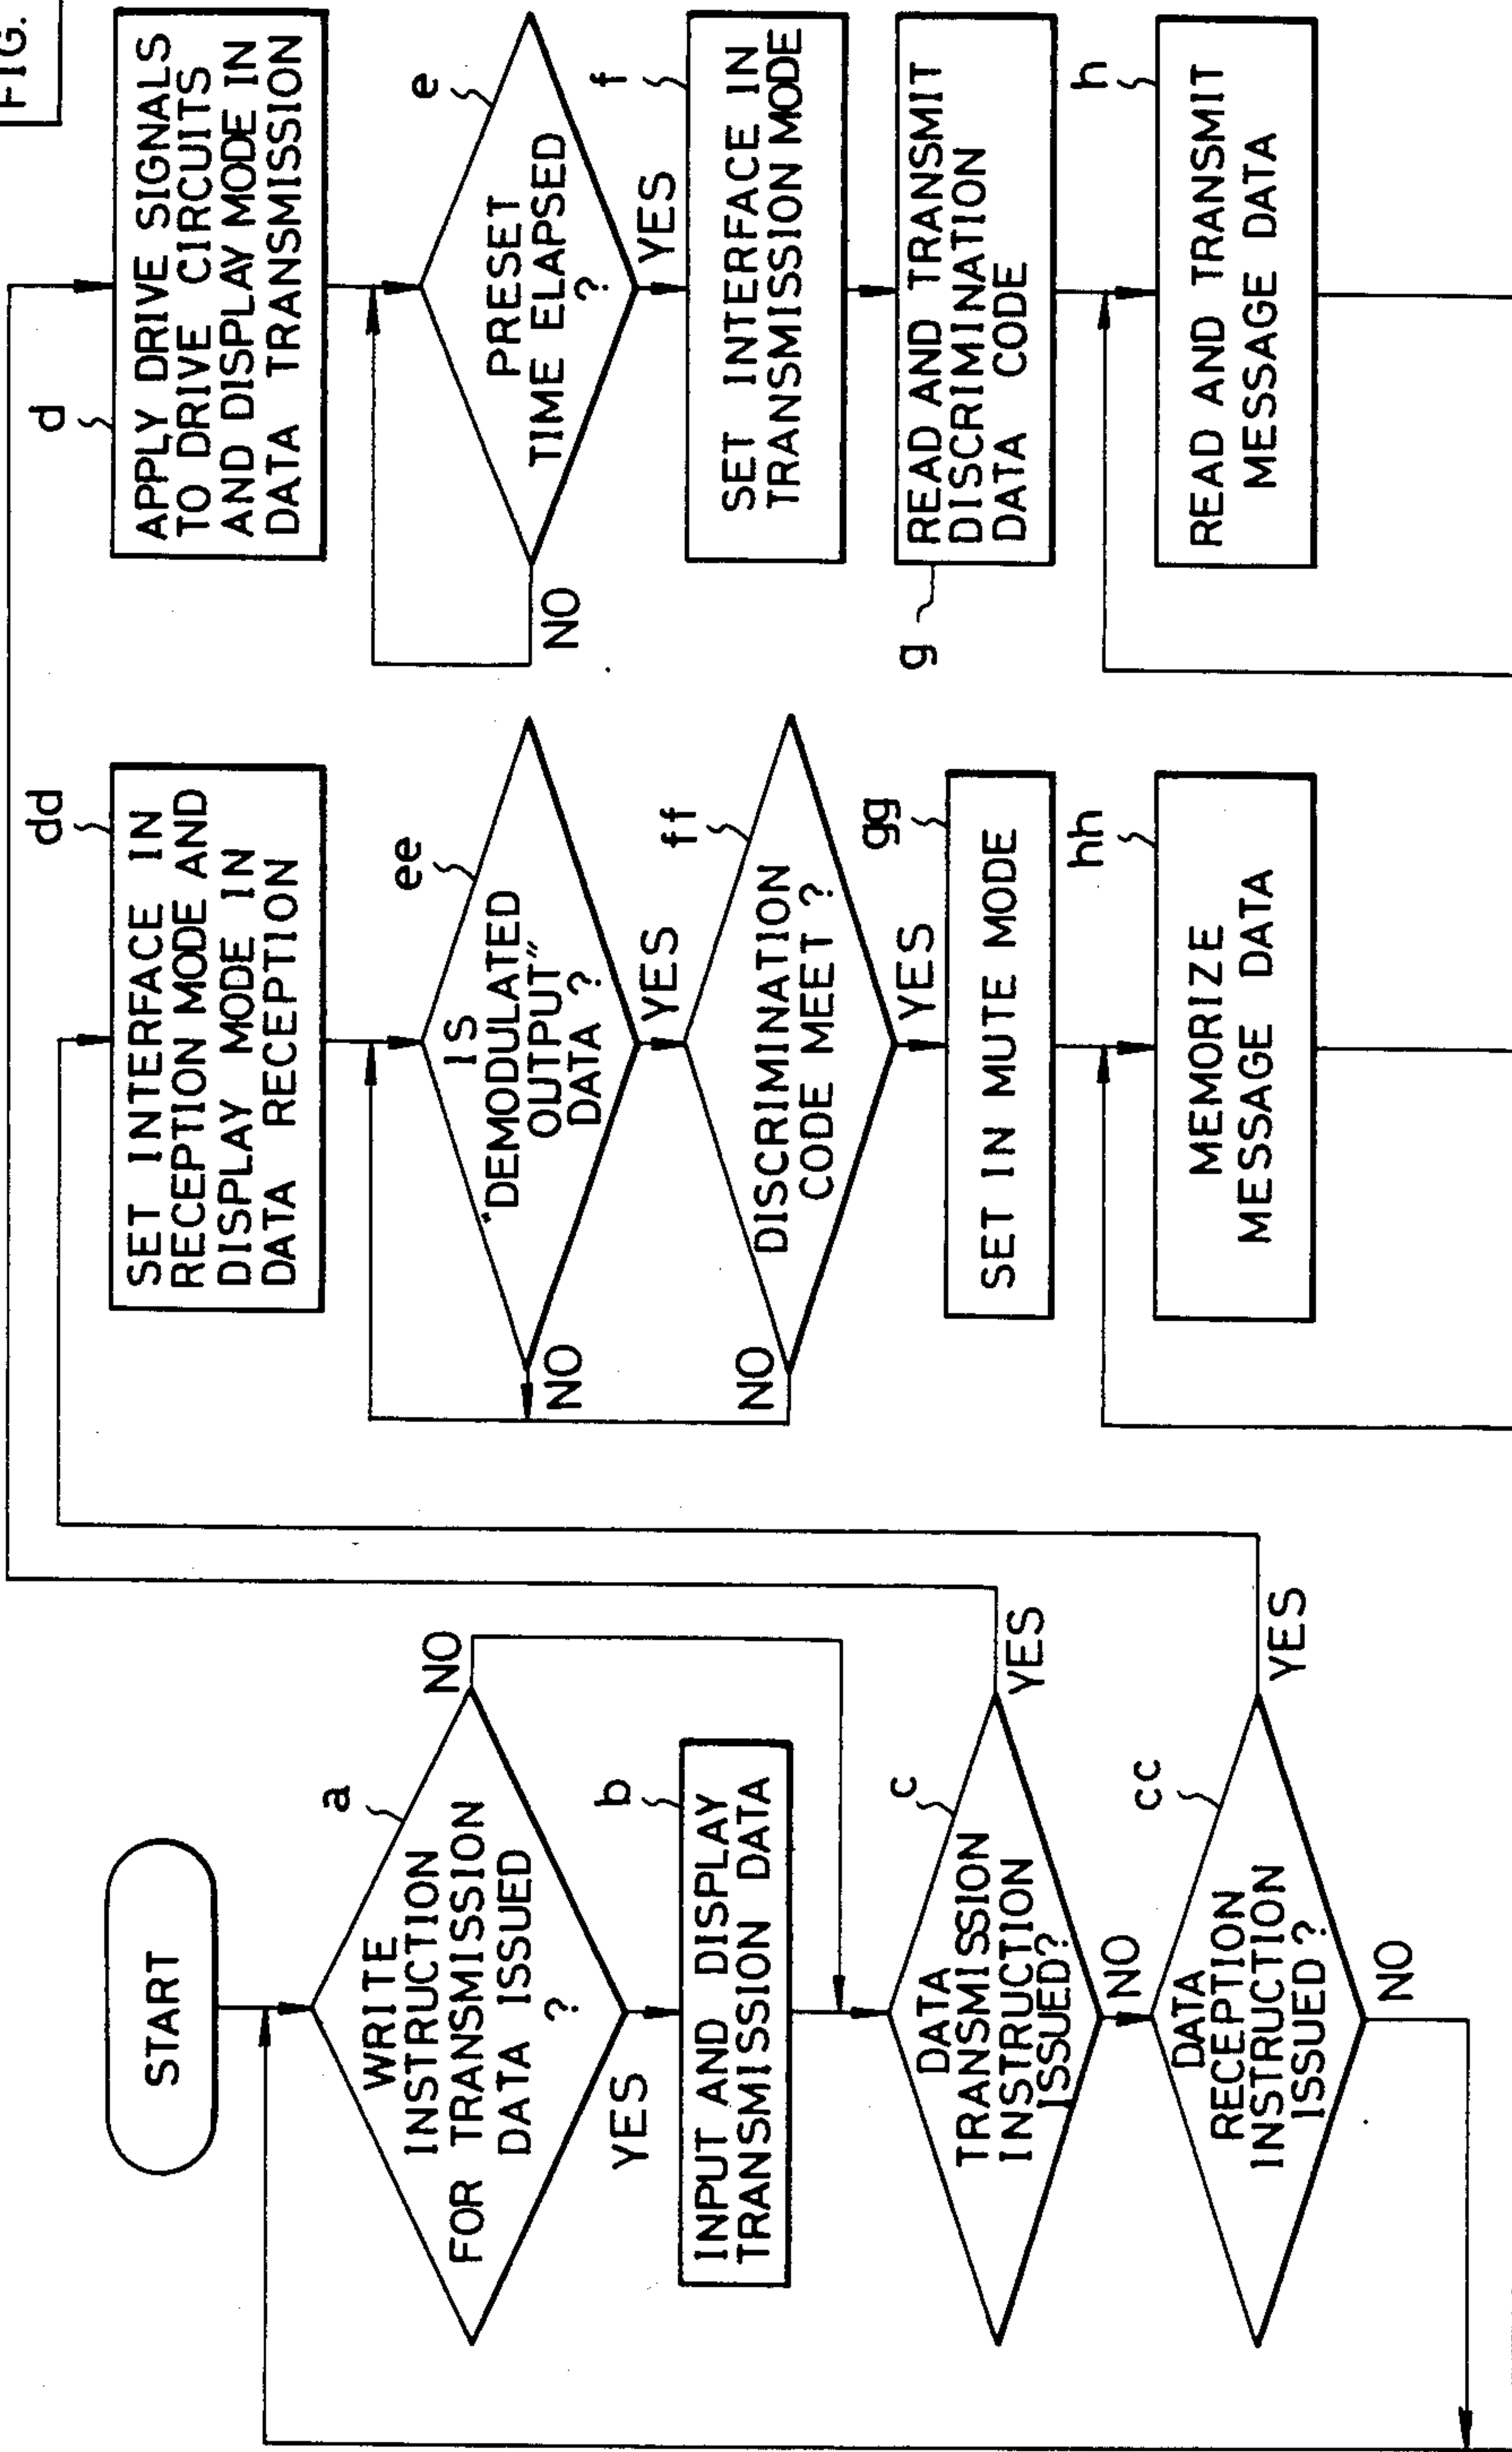 FIG.
START
a
WRITE
INSTRUCTION
FOR TRANSMISSION
DATA ISSUED
?
NO
YES
b
INPUT AND DISPLAY
TRANSMISSION DATA
c
DATA
TRANSMISSION
INSTRUCTION
ISSUED?
YES
NO
cc
DATA
RECEPTION
INSTRUCTION
ISSUED?
YES
NO
dd
SET INTERFACE IN
RECEPTION MODE AND
DISPLAY MODE IN
DATA RECEPTION
ee
IS
"DEMODULATED
OUTPUT"
DATA?
NO
YES
ff
DISCRIMINATION
CODE MEET?
NO
YES
gg
SET IN MUTE MODE
hh
MEMORIZE
MESSAGE DATA
d
APPLY DRIVE SIGNALS
TO DRIVE CIRCUITS
AND DISPLAY MODE IN
DATA TRANSMISSION
e
PRESET
TIME ELAPSED
?
NO
YES
f
SET INTERFACE IN
TRANSMISSION MODE
g
READ AND TRANSMIT
DISCRIMINATION
DATA CODE
h
READ AND TRANSMIT
MESSAGE DATA